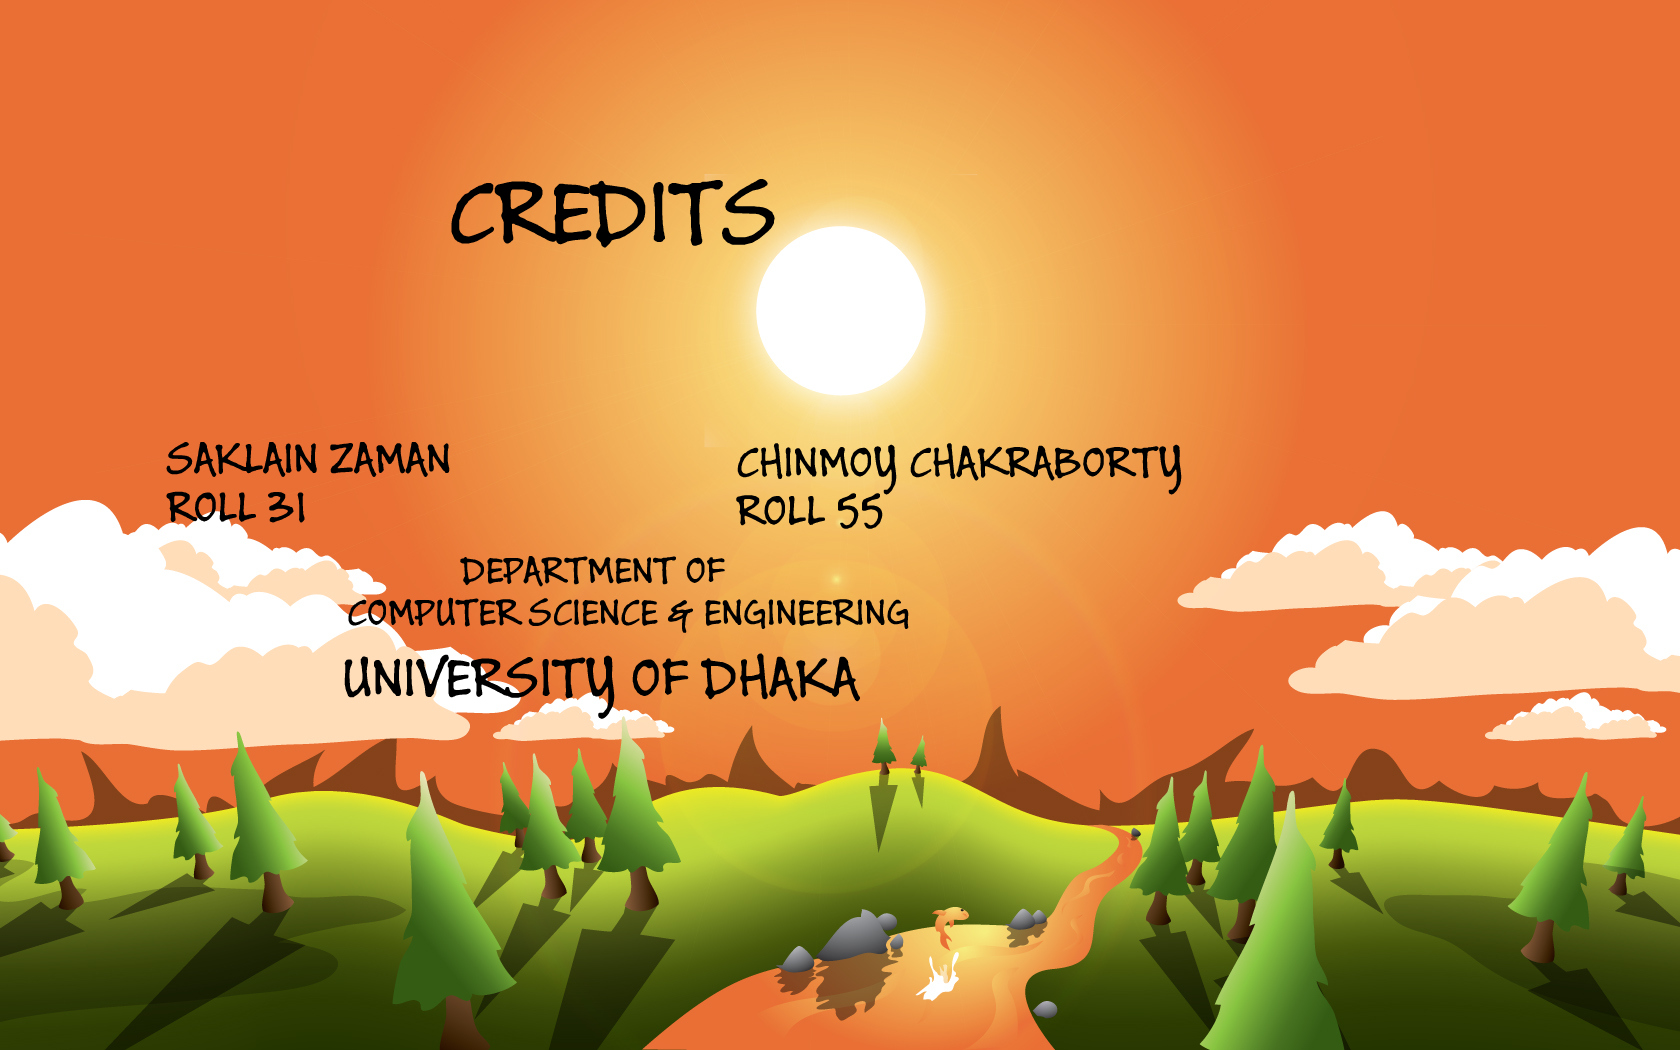 CREDITS
SAKLAIN ZAMAN
ROLL 31
CHINMOY CHAKRABORTY
ROLL 55
DEPARTMENT OF
COMPUTER SCIENCE & ENGINEERING
UNIVERSITY OF DHAKA